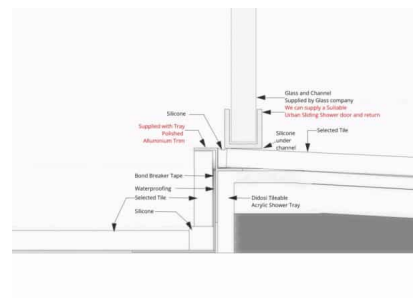 Glass and Channel
Supplied by Glass company
We can supply a Suitable
Urban Sliding Shower door and return
Silicone
Supplied with Tray
Polished
Alluminium Trim
Silicone
under
channel
Selected Tile
Bond Breaker Tape
Waterproofing
Selected Tile
Silicone
Didosi Tileable
Acrylic Shower Tray